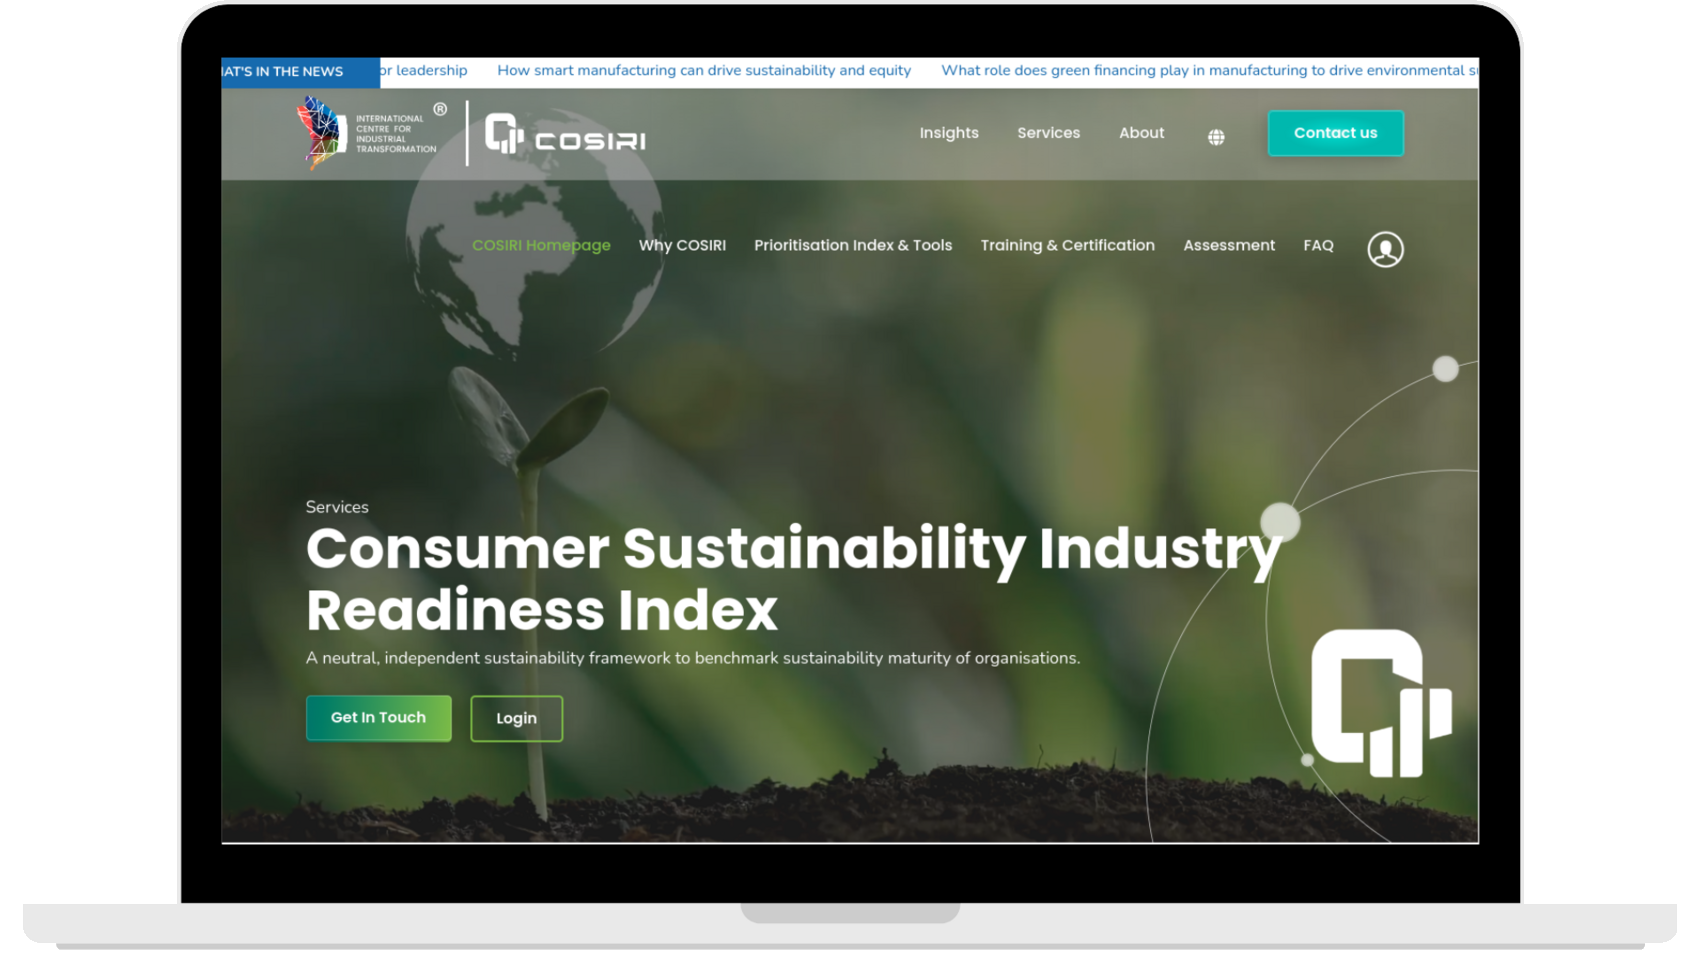 AT'S IN THE NEWS
or leadership How smart manufacturing can drive sustainability and equity What role does green financing play in manufacturing to drive environmental
®
INTERNATIONAL
CENTRE FOR
INDUSTRIAL
TRANSFORMATION
COSIRI
Insights Services About Contact us
COSIRI Homepage Why COSIRI Prioritisation Index & Tools Training & Certification Assessment FAQ
Services
Consumer Sustainability Industry
Readiness Index
A neutral, independent sustainability framework to benchmark sustainability maturity of organisations.
Get In Touch Login